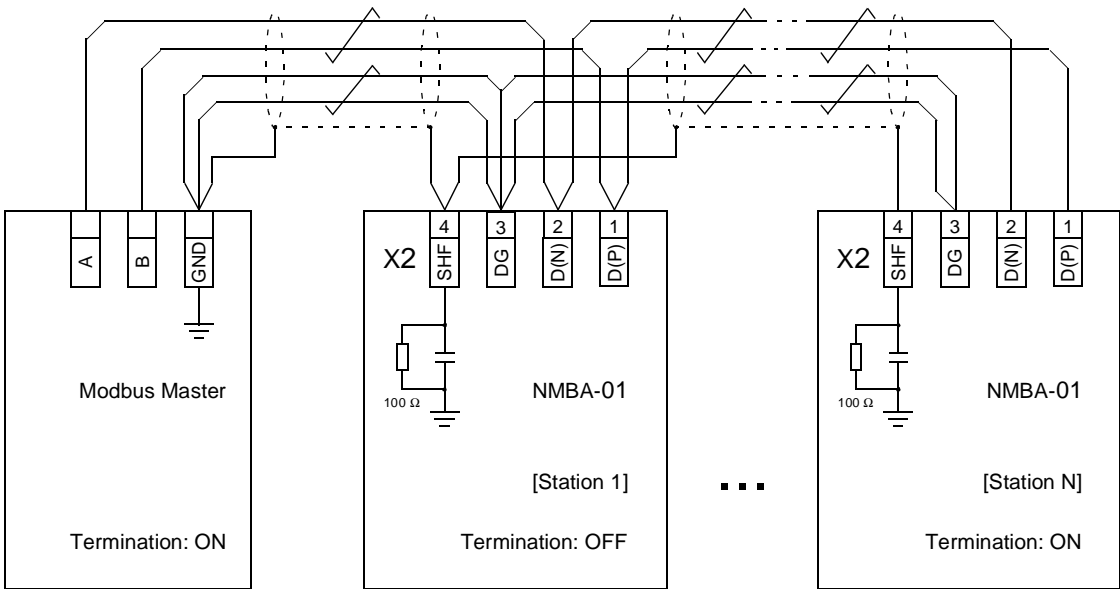 A
B
GND
Modbus Master
Termination: ON
X2
4
3
2
1
SHF
DG
D(N)
D(P)
100 Ω
NMBA-01
[Station 1]
Termination: OFF
...
X2
4
3
2
1
SHF
DG
D(N)
D(P)
100 Ω
NMBA-01
[Station N]
Termination: ON